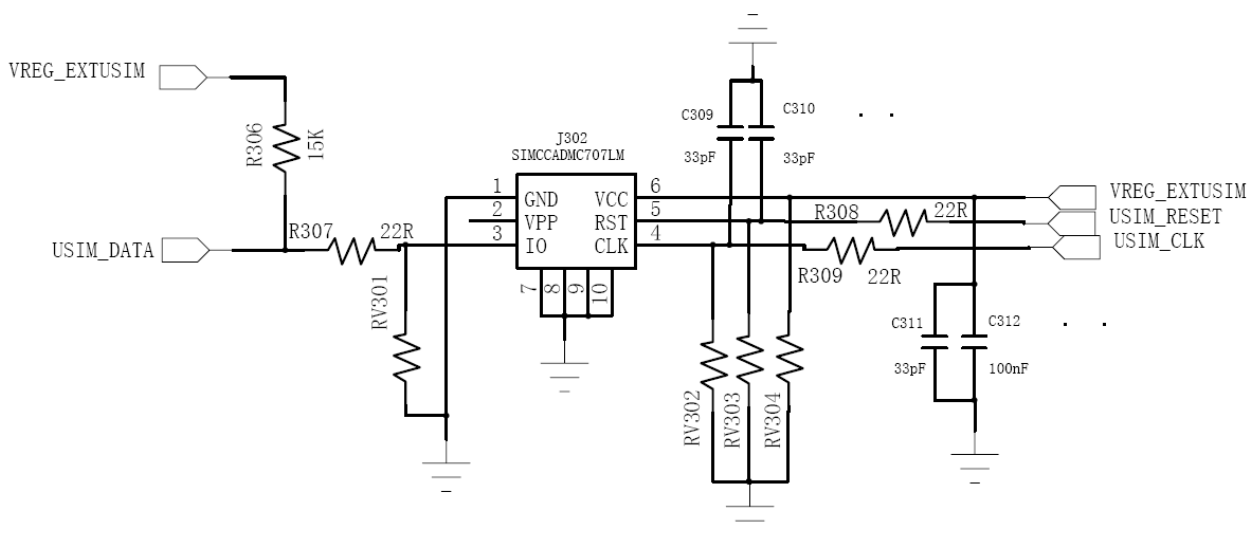 VREG_EXTUSIM
R306
15K
USIM_DATA
R307
22R
RV301
J302
SIMCCADMC707LM
1
GND
2
VPP
3
IO
VCC
6
RST
5
CLK
4
7
8
9
10
C309
C310
33pF
33pF
R308
22R
R309
22R
VREG_EXTUSIM
USIM_RESET
USIM_CLK
RV302
RV303
RV304
C311
C312
33pF
100nF